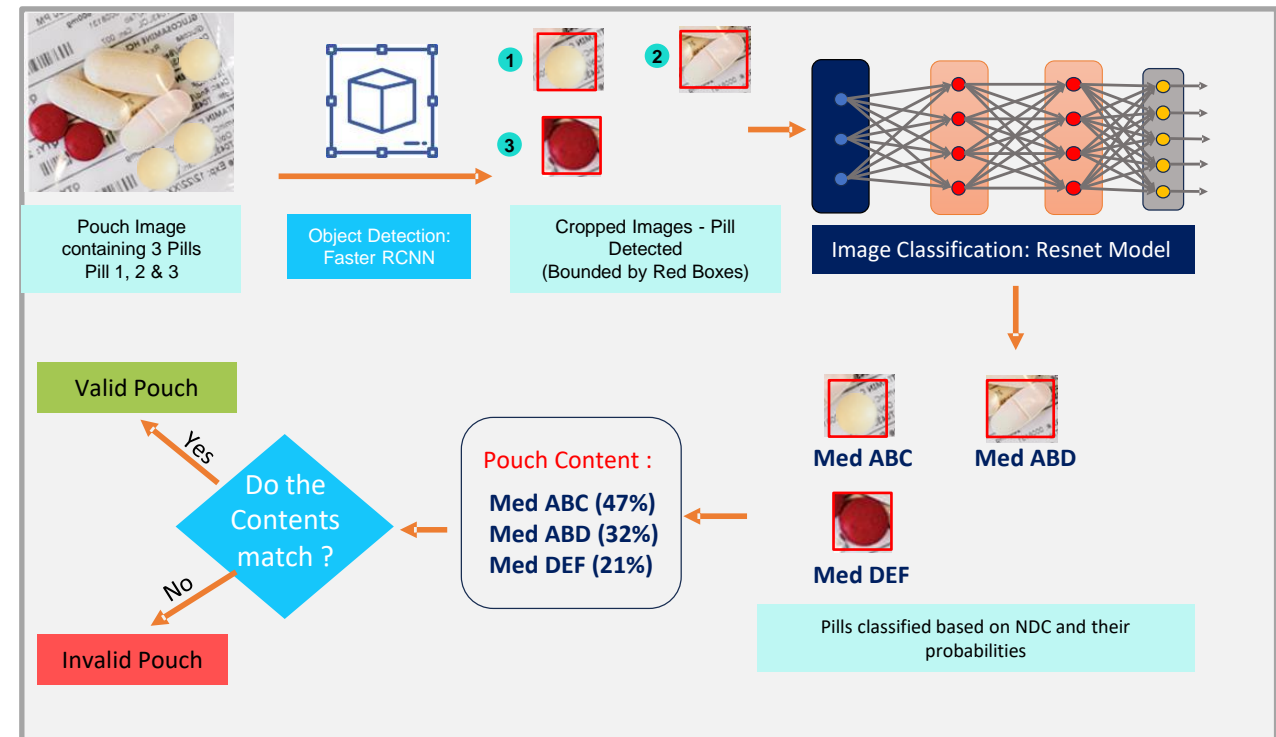 GLUCOSAMINE HCL
1
2
3
Pouch Image
containing 3 Pills
Pill 1, 2 & 3
Object Detection:
Faster RCNN
Cropped Images - Pill
Detected
(Bounded by Red Boxes)
Image Classification: Resnet Model
Valid Pouch
Yes
Do the
Contents
match ?
No
Invalid Pouch
Pouch Content :
Med ABC (47%)
Med ABD (32%)
Med DEF (21%)
Med ABC
Med ABD
Med DEF
Pills classified based on NDC and their
probabilities